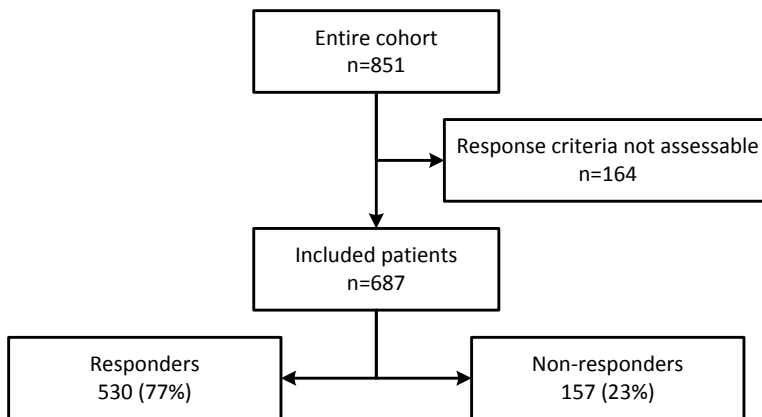 Entire cohort
n=851
Response criteria not assessable
n=164
Included patients
n=687
Responders
530 (77%)
Non-responders
157 (23%)